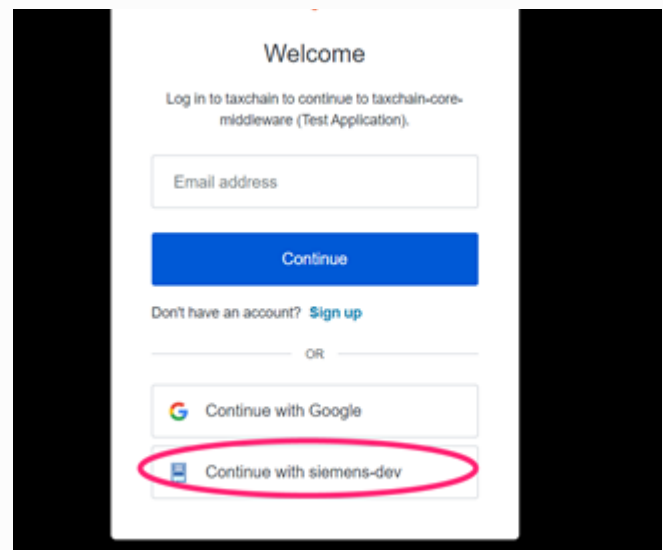 Welcome
Log in to taxchain to continue to taxchain-core-
middleware (Test Application).
Email address
Continue
Don't have an account? Sign up
OR
Continue with Google
Continue with siemens-dev